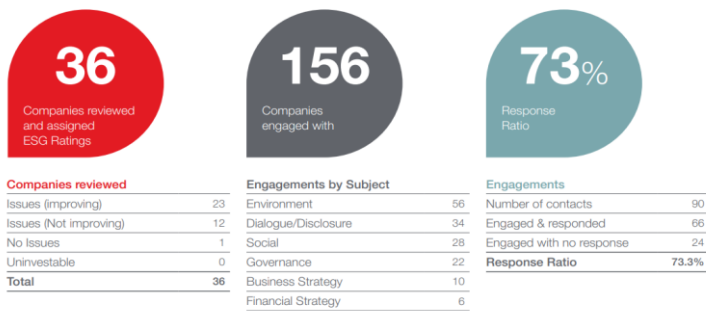 36
Companies reviewed
and assigned
ESG Ratings
156
Companies
engaged with
73%
Response
Ratio
Companies reviewed
Issues (improving) 23
Issues (Not improving) 12
No Issues 1
Uninvestable 0
Total 36
Engagements by Subject
Environment 56
Dialogue/Disclosure 34
Social 28
Governance 22
Business Strategy 10
Financial Strategy 6
Engagements
Number of contacts 90
Engaged & responded 66
Engaged with no response 24
Response Ratio 73.3%